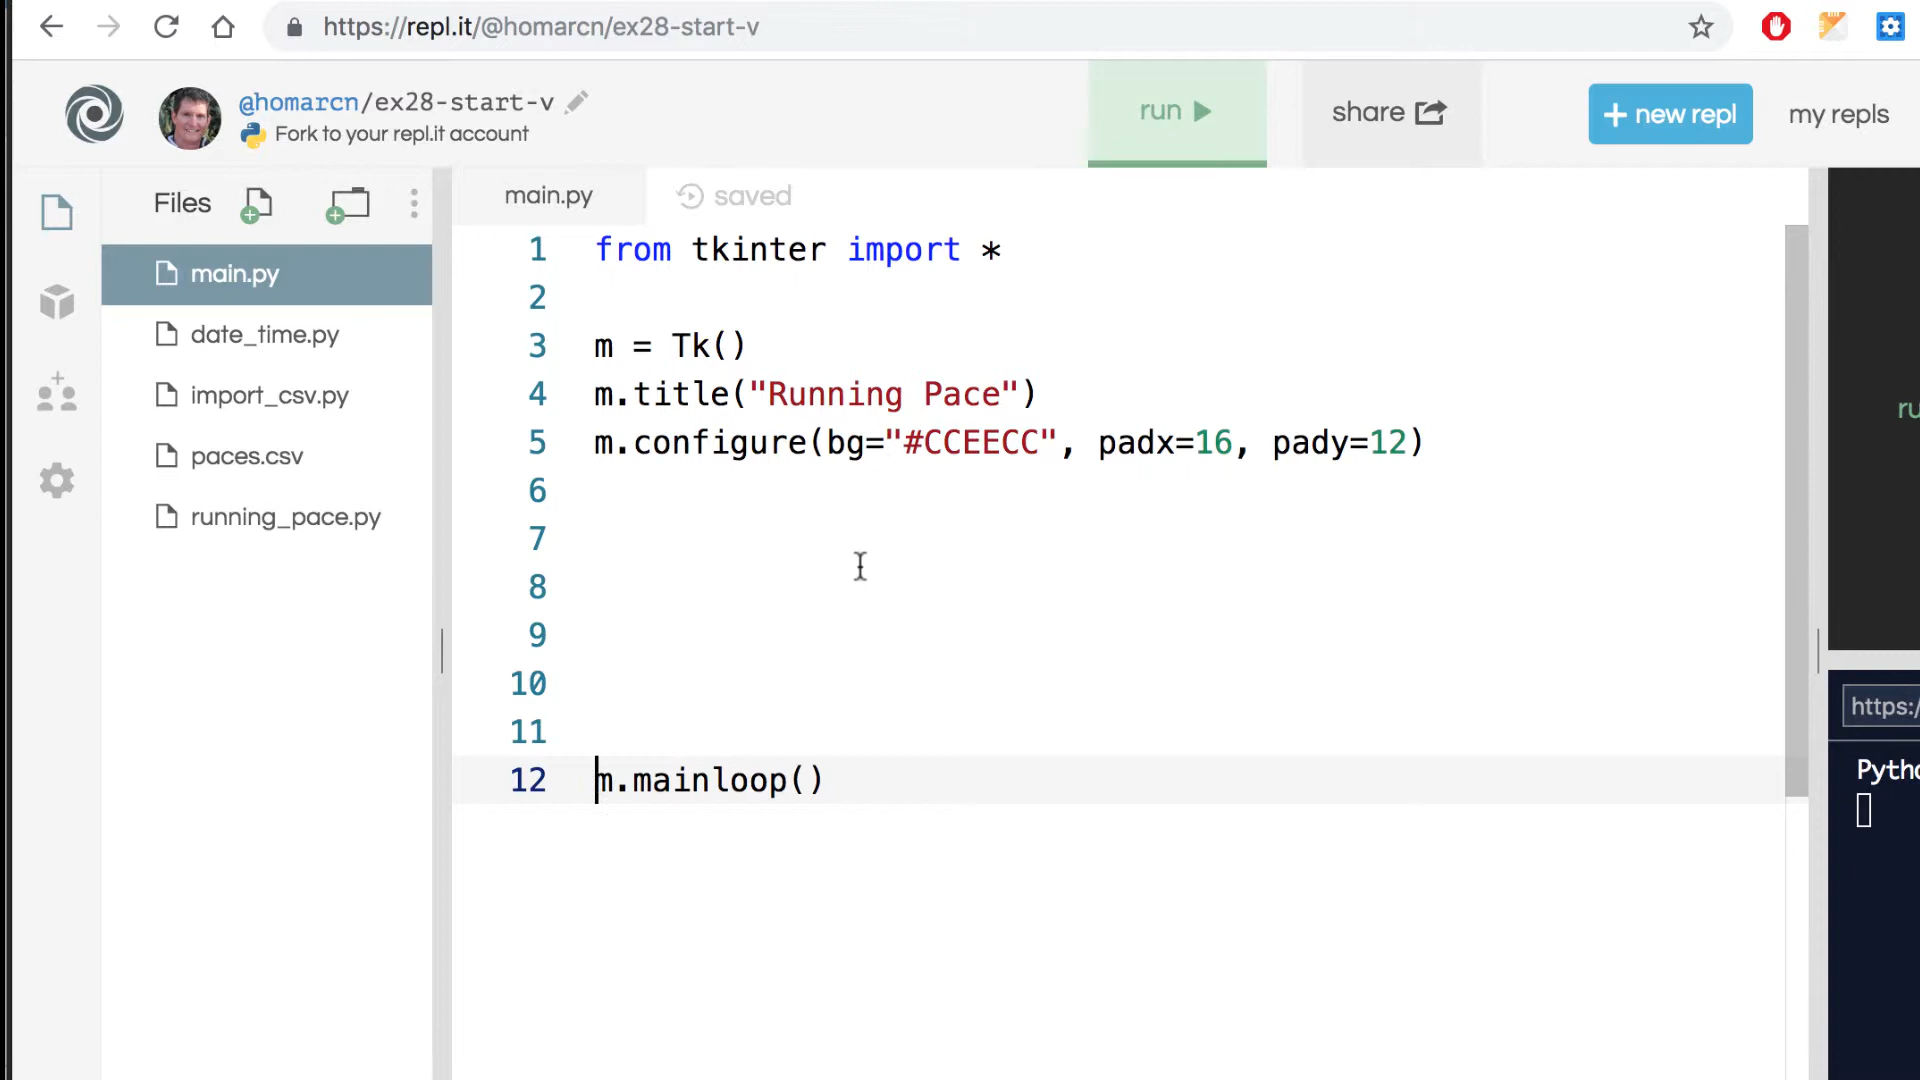 https://repl.it/@homarcn/ex28-start-v
@homarcn/ex28-start-v
Fork to your repl.it account
run
share
+ new repl
my repls
Files
main.py
date_time.py
import_csv.py
paces.csv
running_pace.py
main.py
saved
1 from tkinter import *
2
3 m = Tk()
4 m.title("Running Pace")
5 m.configure(bg="#CCEECC", padx=16, pady=12)
6
7
8
9
10
11
12 m.mainloop()
ru
https:/
Pytho